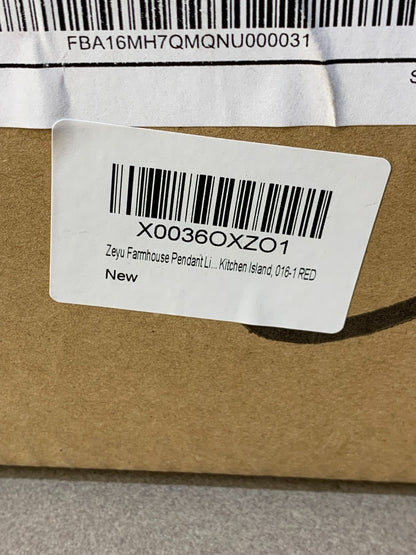 FBA16MH7QMQNU000031
S
X0036OXZO1
Zeyu Farmhouse Pendant Li... Kitchen Island, 016-1 RED
New